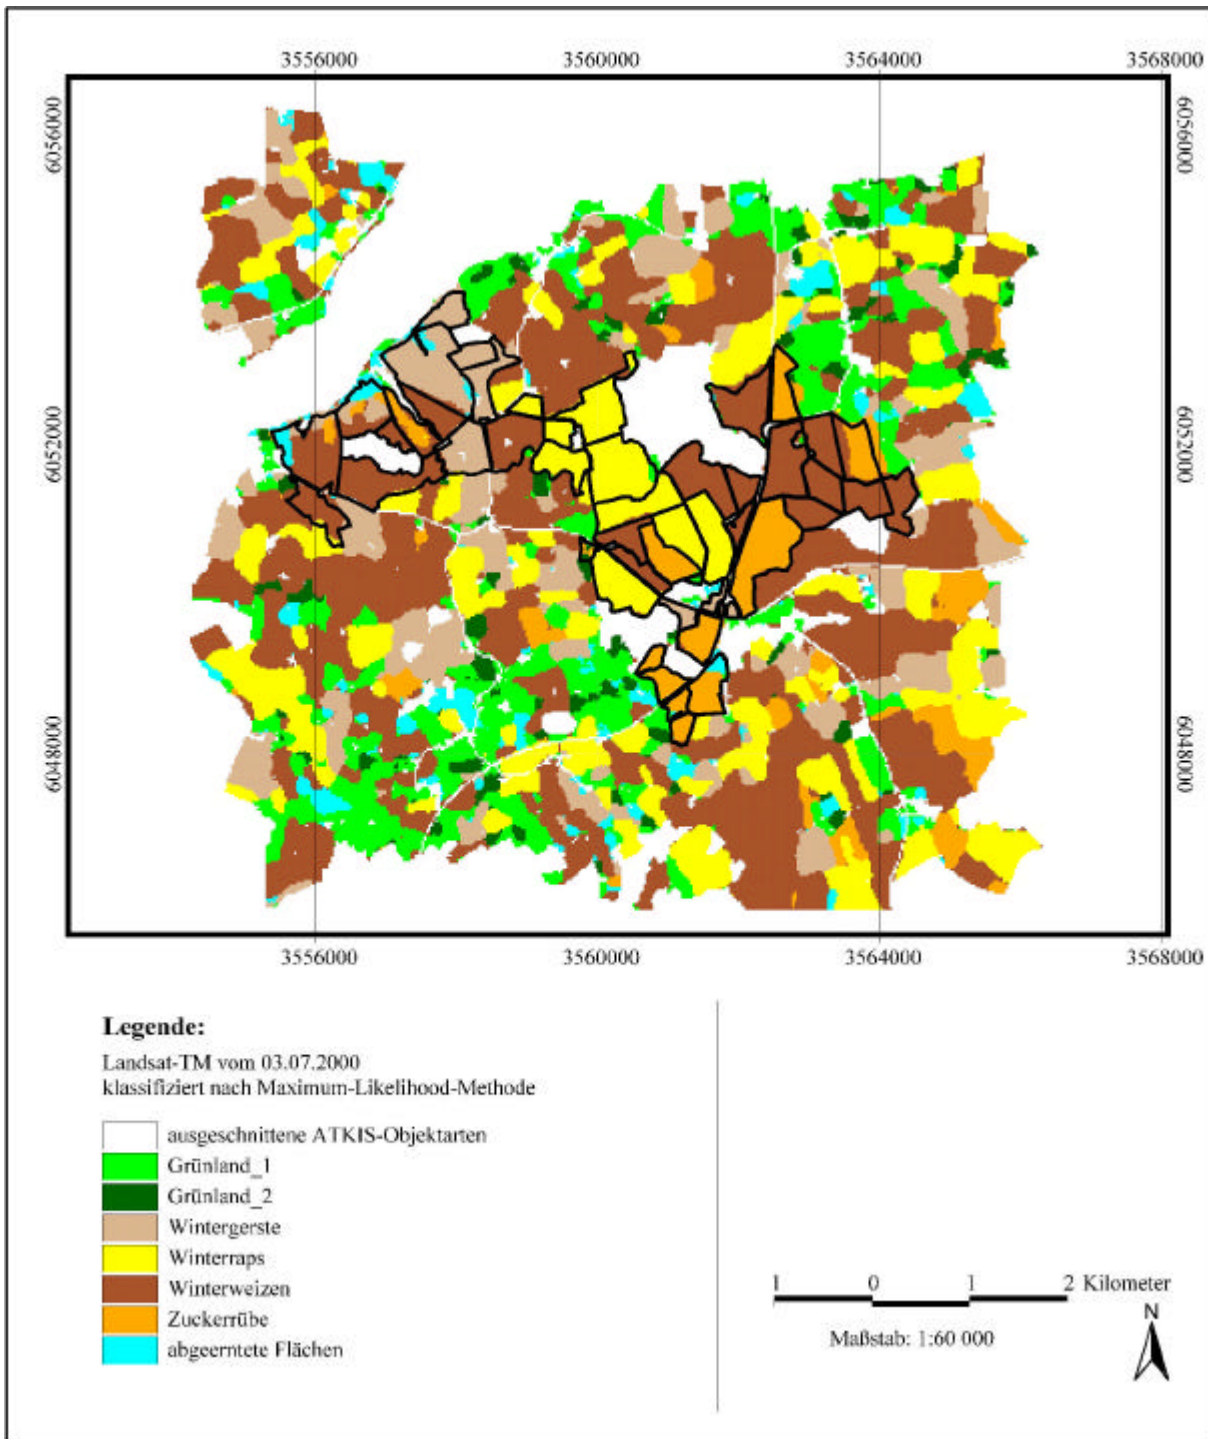 3556000 3560000 3564000 3568000
6056000 6056000
6052000 6052000
6048000 6048000
3556000 3560000 3564000 3568000
Legende:
Landsat-TM vom 03.07.2000
klassifiziert nach Maximum-Likelihood-Methode
ausgeschnittene ATKIS-Objektarten
Grünland_1
Grünland_2
Wintergerste
Winterraps
Winterweizen
Zuckerrübe
abgeerntete Flächen
1 0 1 2 Kilometer
Maßstab: 1:60 000
N